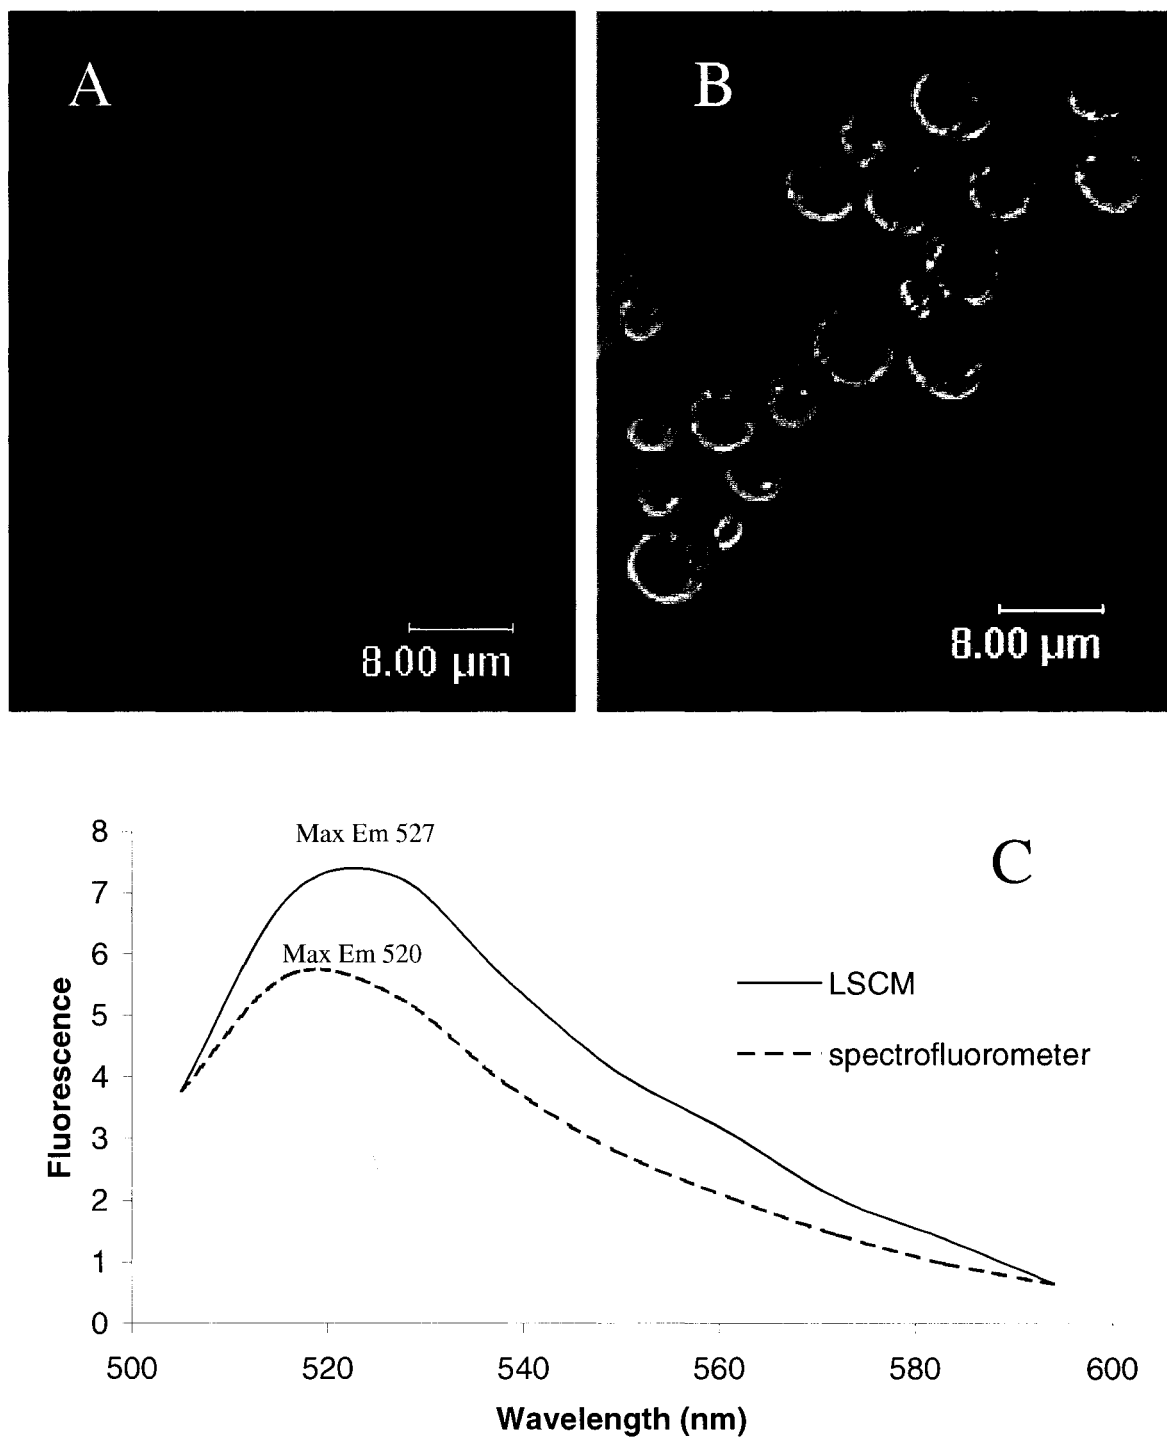 A
8.00 µm
B
8.00 µm
C
Max Em 527
Max Em 520
LSCM
spectrofluorometer
Fluorescence
8
7
6
5
4
3
2
1
0
500 520 540 560 580 600
Wavelength (nm)